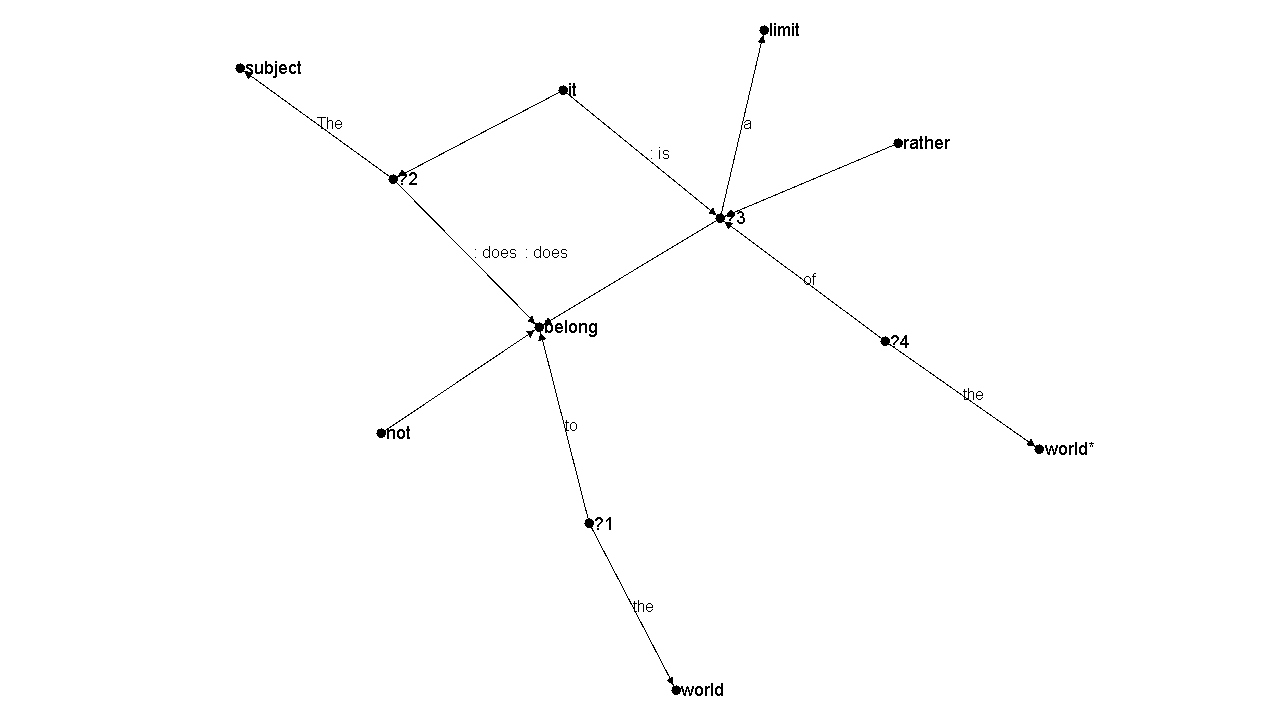 limit
subject
it
The
a
rather
: is
?2
?3
: does : does
of
belong
?4
the
to
not
world*
?1
the
world